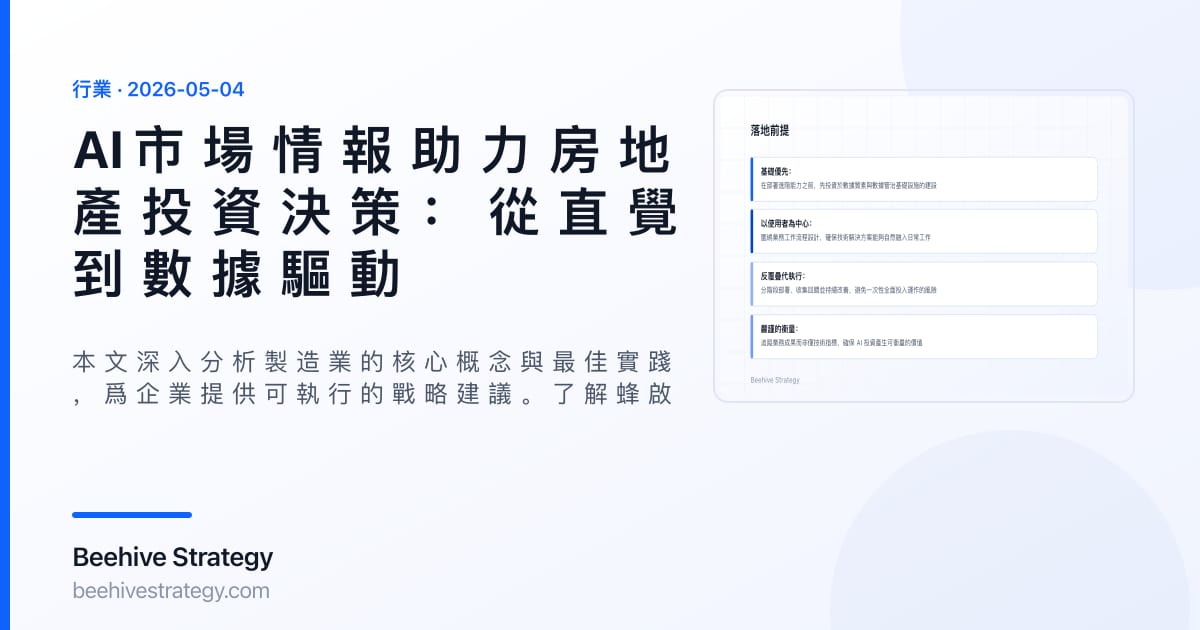 行業 · 2026-05-04
AI市場情報助力房地
產投資決策：從直覺
到數據驅動
本文深入分析製造業的核心概念與最佳實踐
，爲企業提供可執行的戰略建議。了解蜂啟
Beehive Strategy
beehivestrategy.com
落地前提
基礎優先：
在部署進階能力之前，先投資於數據質素與數據管治基礎設施的建設
以使用者為中心：
圍繞業務工作流程設計，確保技術解決方案能夠自然融入日常工作
反覆疊代執行：
分階段部署、收集回饋並持續改善，避免一次性全面投入運作的風險
嚴謹的衡量：
追蹤業務成果而非僅技術指標，確保 AI 投資產生可衡量的價值
Beehive Strategy